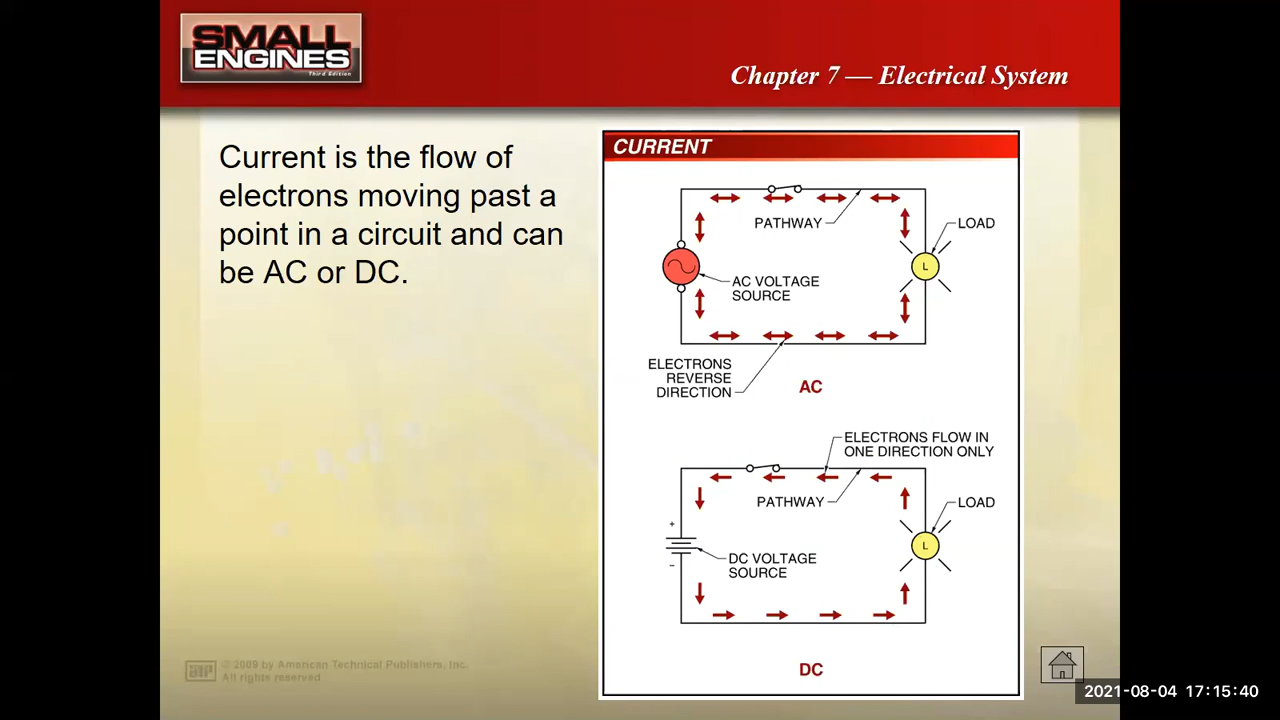 SMALL
ENGINES
Third Edition
Chapter 7 — Electrical System
Current is the flow of
electrons moving past a
point in a circuit and can
be AC or DC.
CURRENT
PATHWAY
LOAD
L
AC VOLTAGE
SOURCE
ELECTRONS
REVERSE
DIRECTION
AC
ELECTRONS FLOW IN
ONE DIRECTION ONLY
PATHWAY
LOAD
+
L
DC VOLTAGE
SOURCE
−
DC
atp
© 2009 by American Technical Publishers, Inc.
All rights reserved
2021-08-04 17:15:40